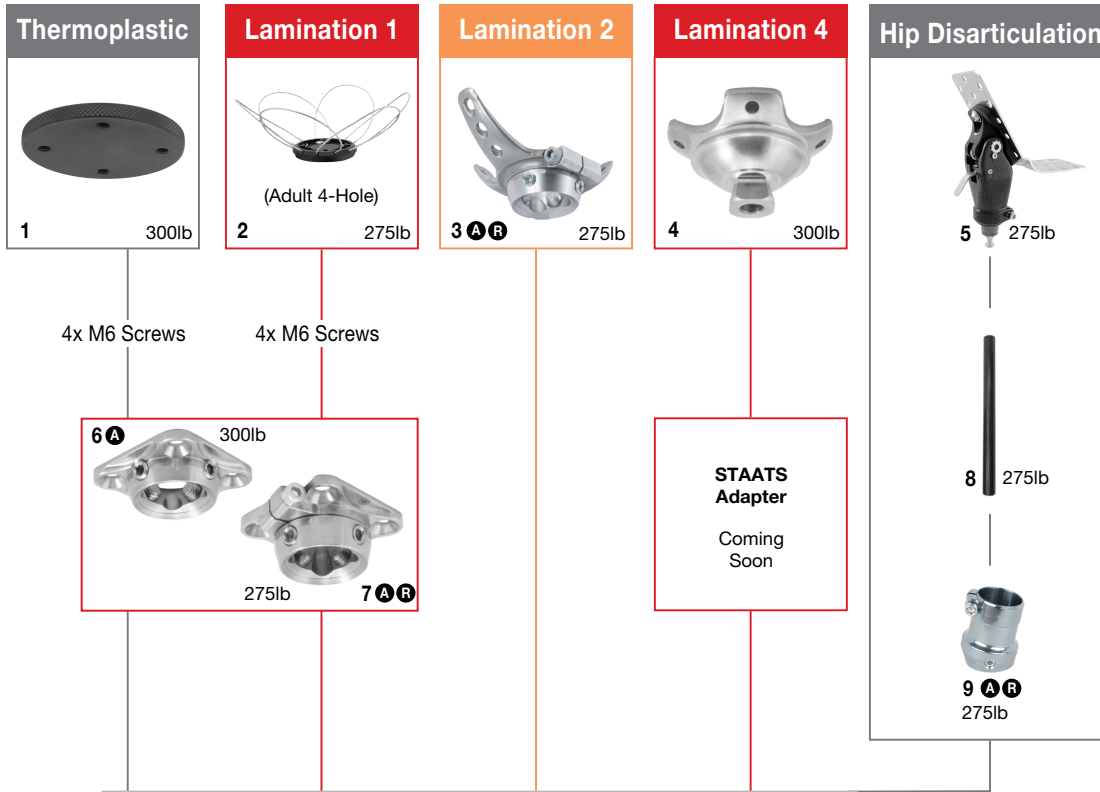 Thermoplastic
1 300lb
Lamination 1
(Adult 4-Hole)
2 275lb
Lamination 2
3 A R 275lb
Lamination 4
4 300lb
Hip Disarticulation
5 275lb
4x M6 Screws
4x M6 Screws
6 A 300lb
275lb 7 A R
STAATS
Adapter
Coming
Soon
8 275lb
9 A R
275lb